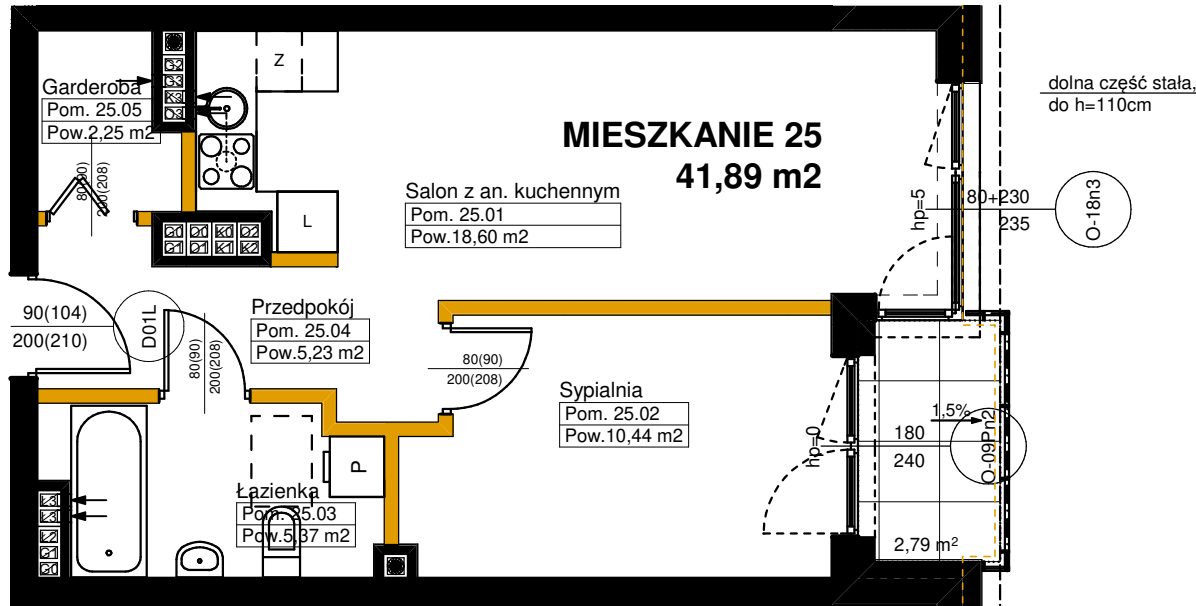 Garderoba
Pom. 25.05
Pow.2,25 m2
80(90)
200(208)
Z
MIESZKANIE 25
41,89 m2
dolna część stała,
do h=110cm
Salon z an. kuchennym
Pom. 25.01
Pow.18,60 m2
L
hp=5
80+230
235
O-18n3
90(104)
200(210)
D01L
80(90)
200(208)
Przedpokój
Pom. 25.04
Pow.5,23 m2
80(90)
200(208)
Sypialnia
Pom. 25.02
Pow.10,44 m2
hp=0
180
240
1,5%
O-09Pn2
2,79 m²
P
Łazienka
Pom. 25.03
Pow.5,37 m2